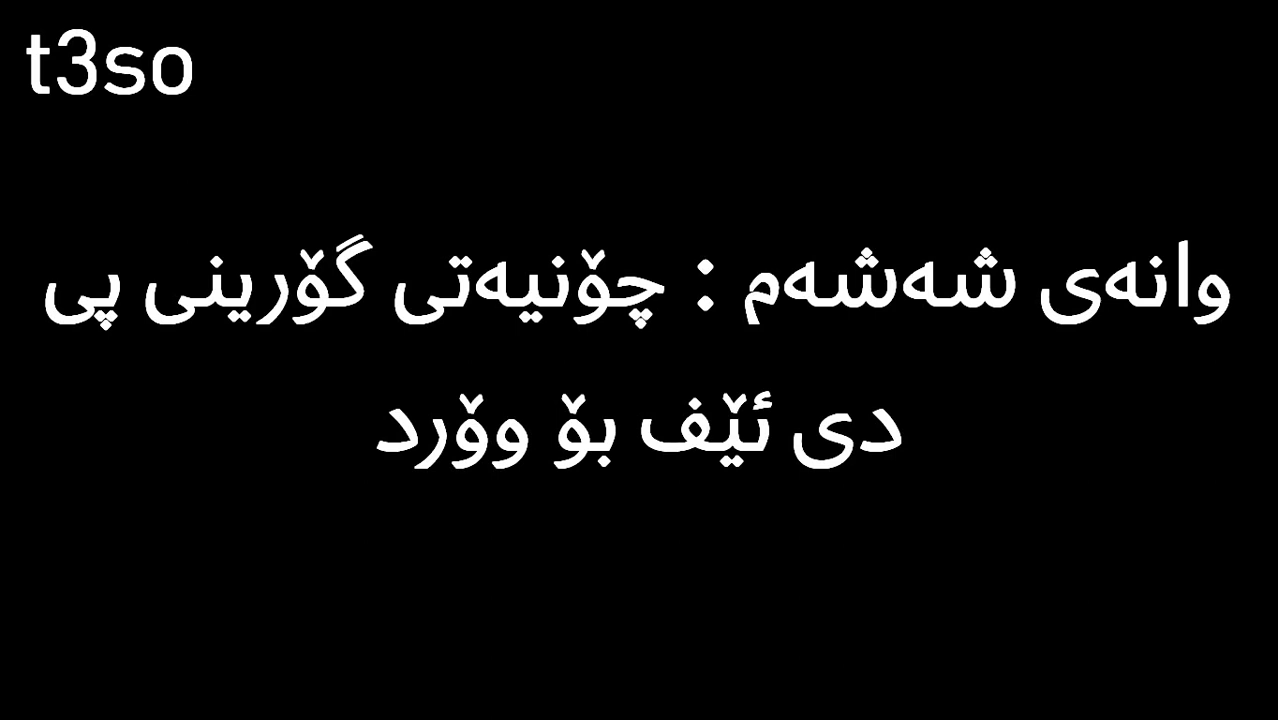 t3so
وانەی شەشەم : چۆنیەتی گۆرینی پی
دی ئێف بۆ وۆرد